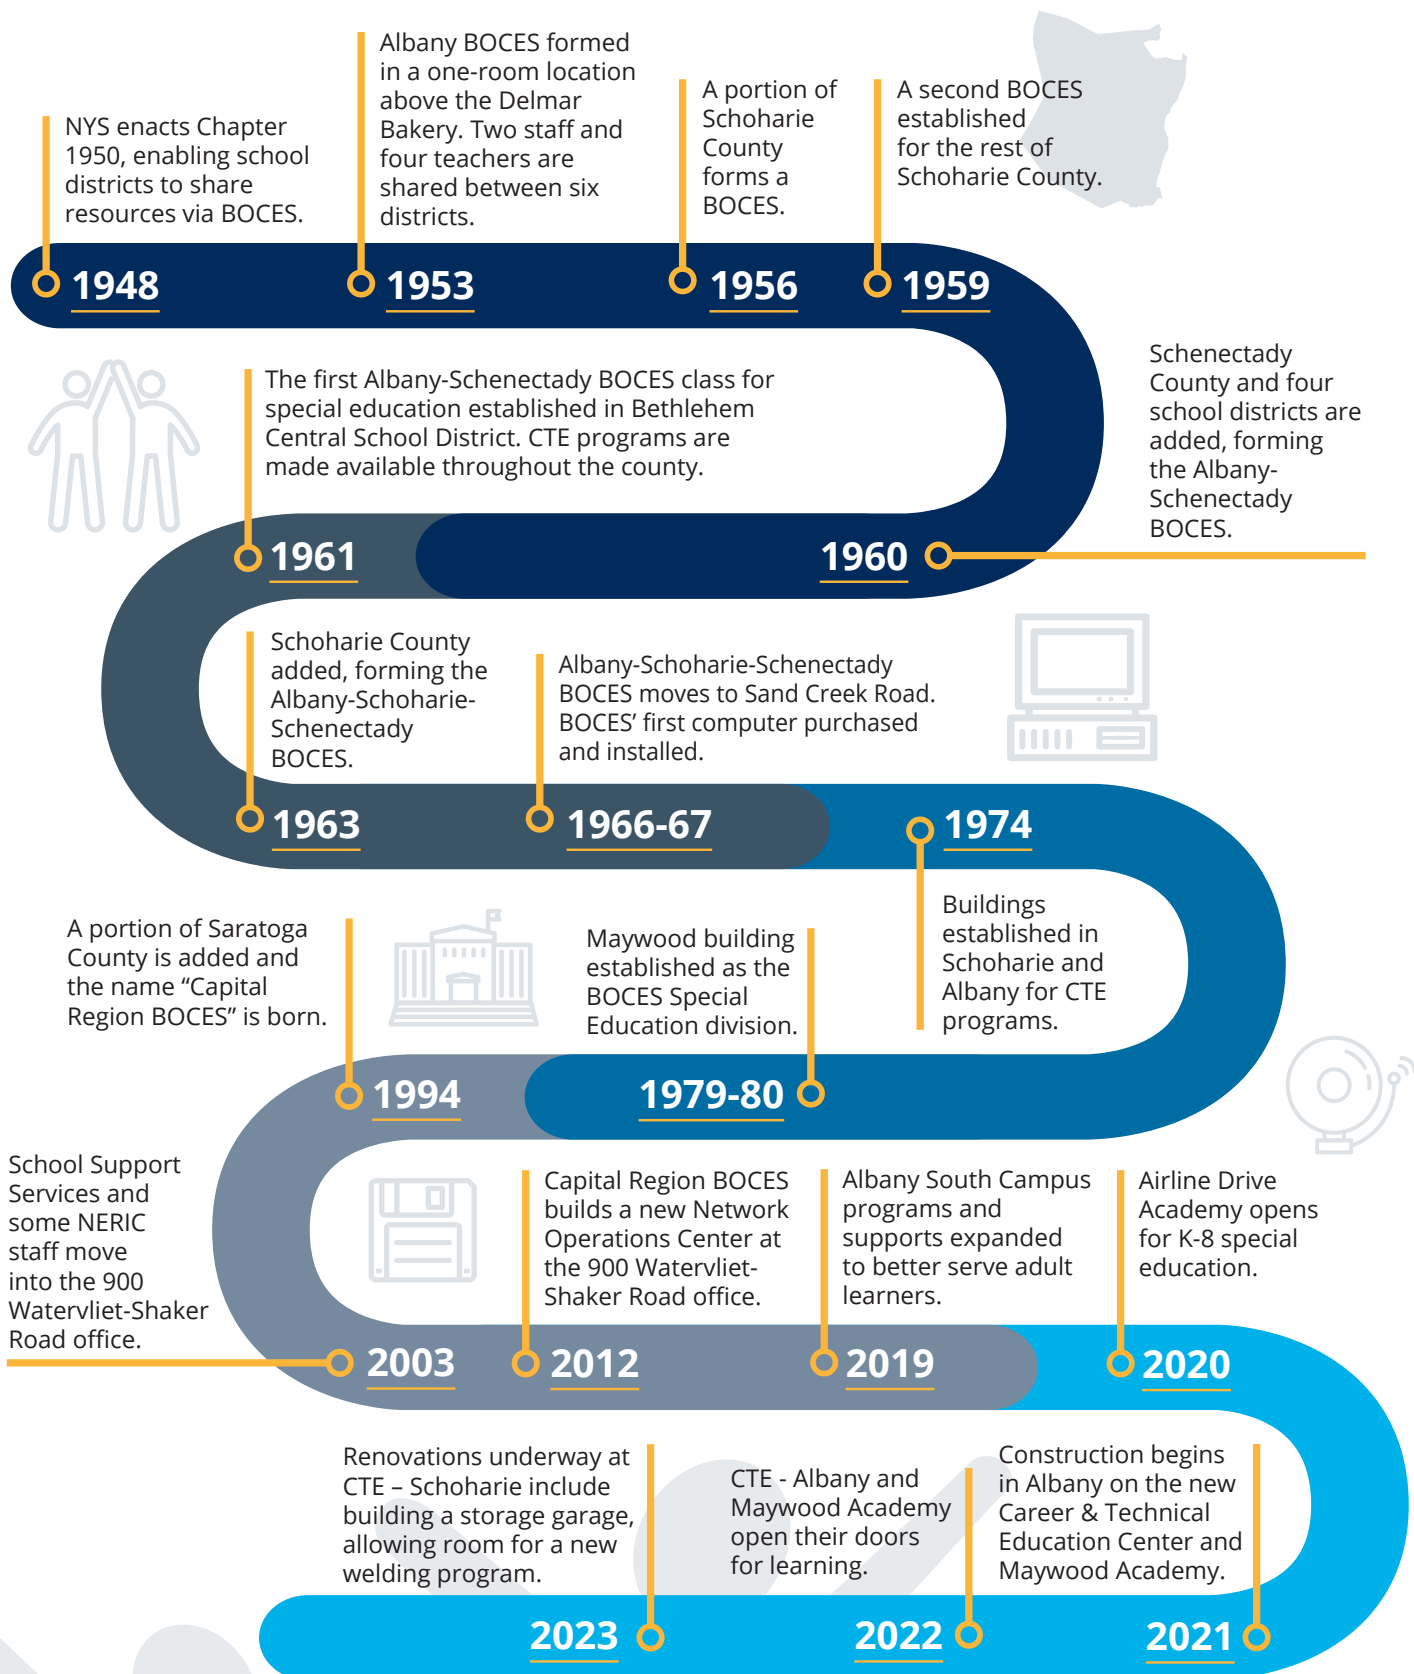 NYS enacts Chapter
1950, enabling school
districts to share
resources via BOCES.
1948
Albany BOCES formed
in a one-room location
above the Delmar
Bakery. Two staff and
four teachers are
shared between six
districts.
1953
A portion of
Schoharie
County
forms a
BOCES.
1956
A second BOCES
established
for the rest of
Schoharie County.
1959
Schenectady
County and four
school districts are
added, forming
the Albany-
Schenectady
BOCES.
1960
The first Albany-Schenectady BOCES class for
special education established in Bethlehem
Central School District. CTE programs are
made available throughout the county.
1961
Schoharie County
added, forming the
Albany-Schoharie-
Schenectady
BOCES.
1963
Albany-Schoharie-Schenectady
BOCES moves to Sand Creek Road.
BOCES’ first computer purchased
and installed.
1966-67
1974
Buildings
established in
Schoharie and
Albany for CTE
programs.
Maywood building
established as the
BOCES Special
Education division.
1979-80
A portion of Saratoga
County is added and
the name “Capital
Region BOCES” is born.
1994
School Support
Services and
some NERIC
staff move
into the 900
Watervliet-Shaker
Road office.
2003
Capital Region BOCES
builds a new Network
Operations Center at
the 900 Watervliet-
Shaker Road office.
2012
Albany South Campus
programs and
supports expanded
to better serve adult
learners.
2019
Airline Drive
Academy opens
for K-8 special
education.
2020
Construction begins
in Albany on the new
Career & Technical
Education Center and
Maywood Academy.
2021
CTE - Albany and
Maywood Academy
open their doors
for learning.
2022
Renovations underway at
CTE – Schoharie include
building a storage garage,
allowing room for a new
welding program.
2023